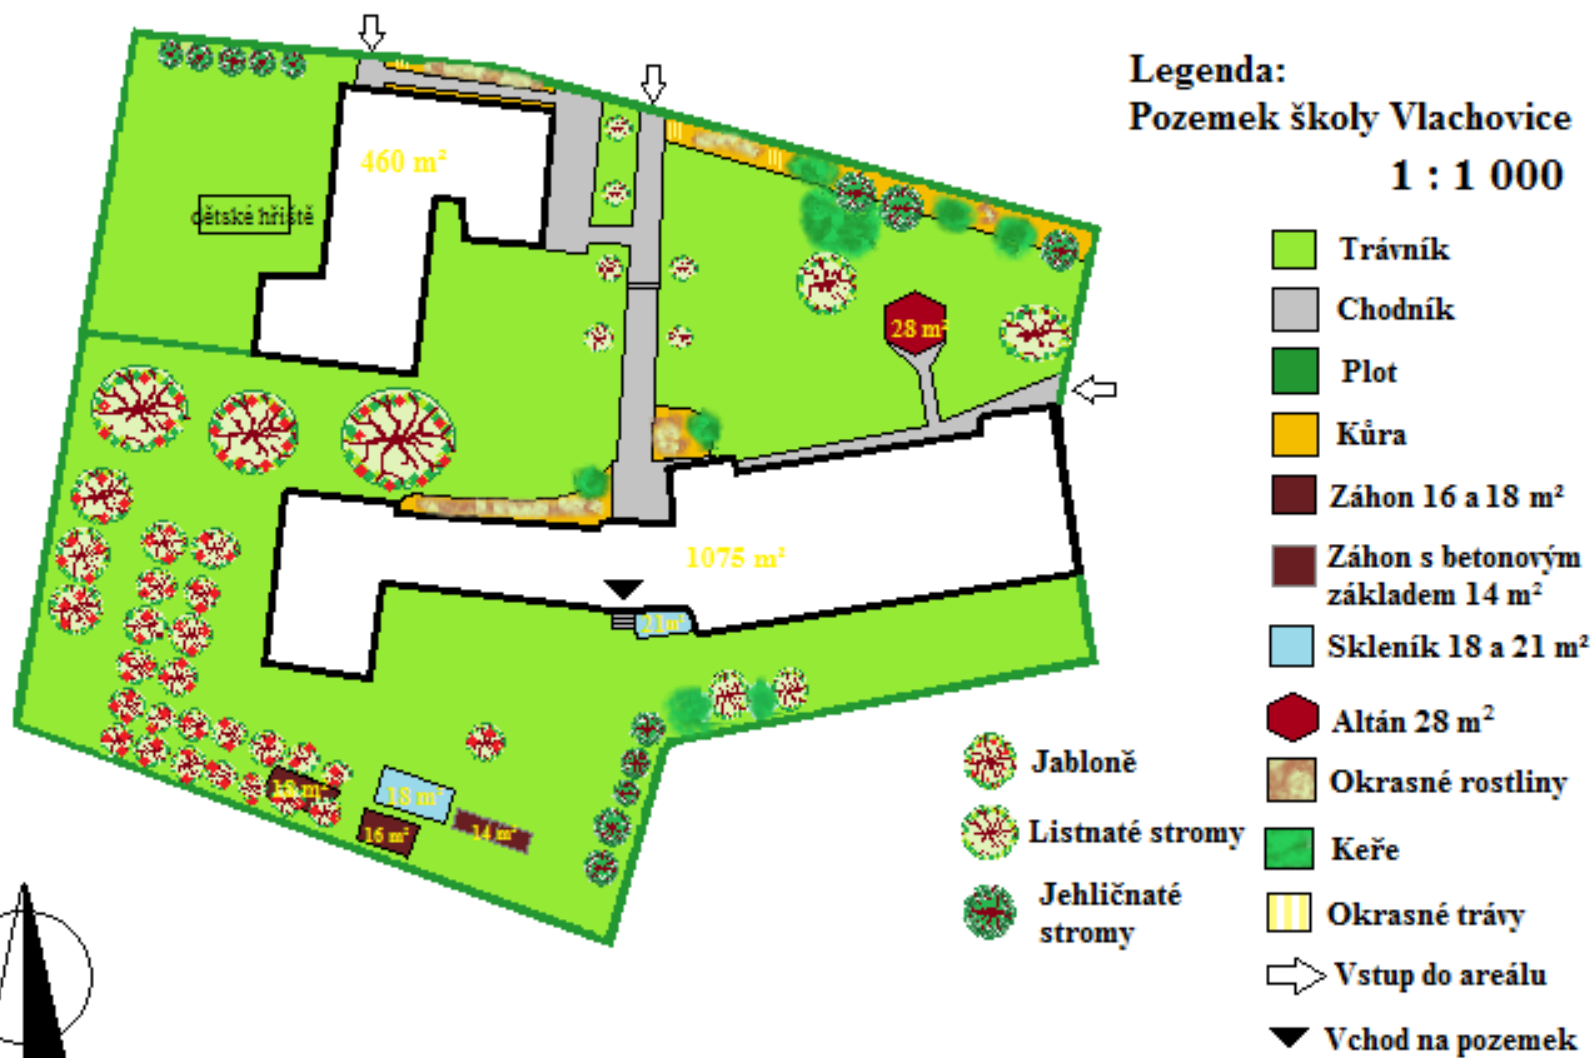 Legenda:
Pozemek školy Vlachovice
1 : 1 000
460 m²
dětské hřiště
28 m²
1075 m²
21m²
18 m²
18 m²
16 m²
14 m²
Trávník
Chodník
Plot
Kůra
Záhon 16 a 18 m²
Záhon s betonovým
základem 14 m²
Skleník 18 a 21 m²
Altán 28 m²
Okrasné rostliny
Keře
Okrasné trávy
Vstup do areálu
Vchod na pozemek
Jabloně
Listnaté stromy
Jehličnaté
stromy